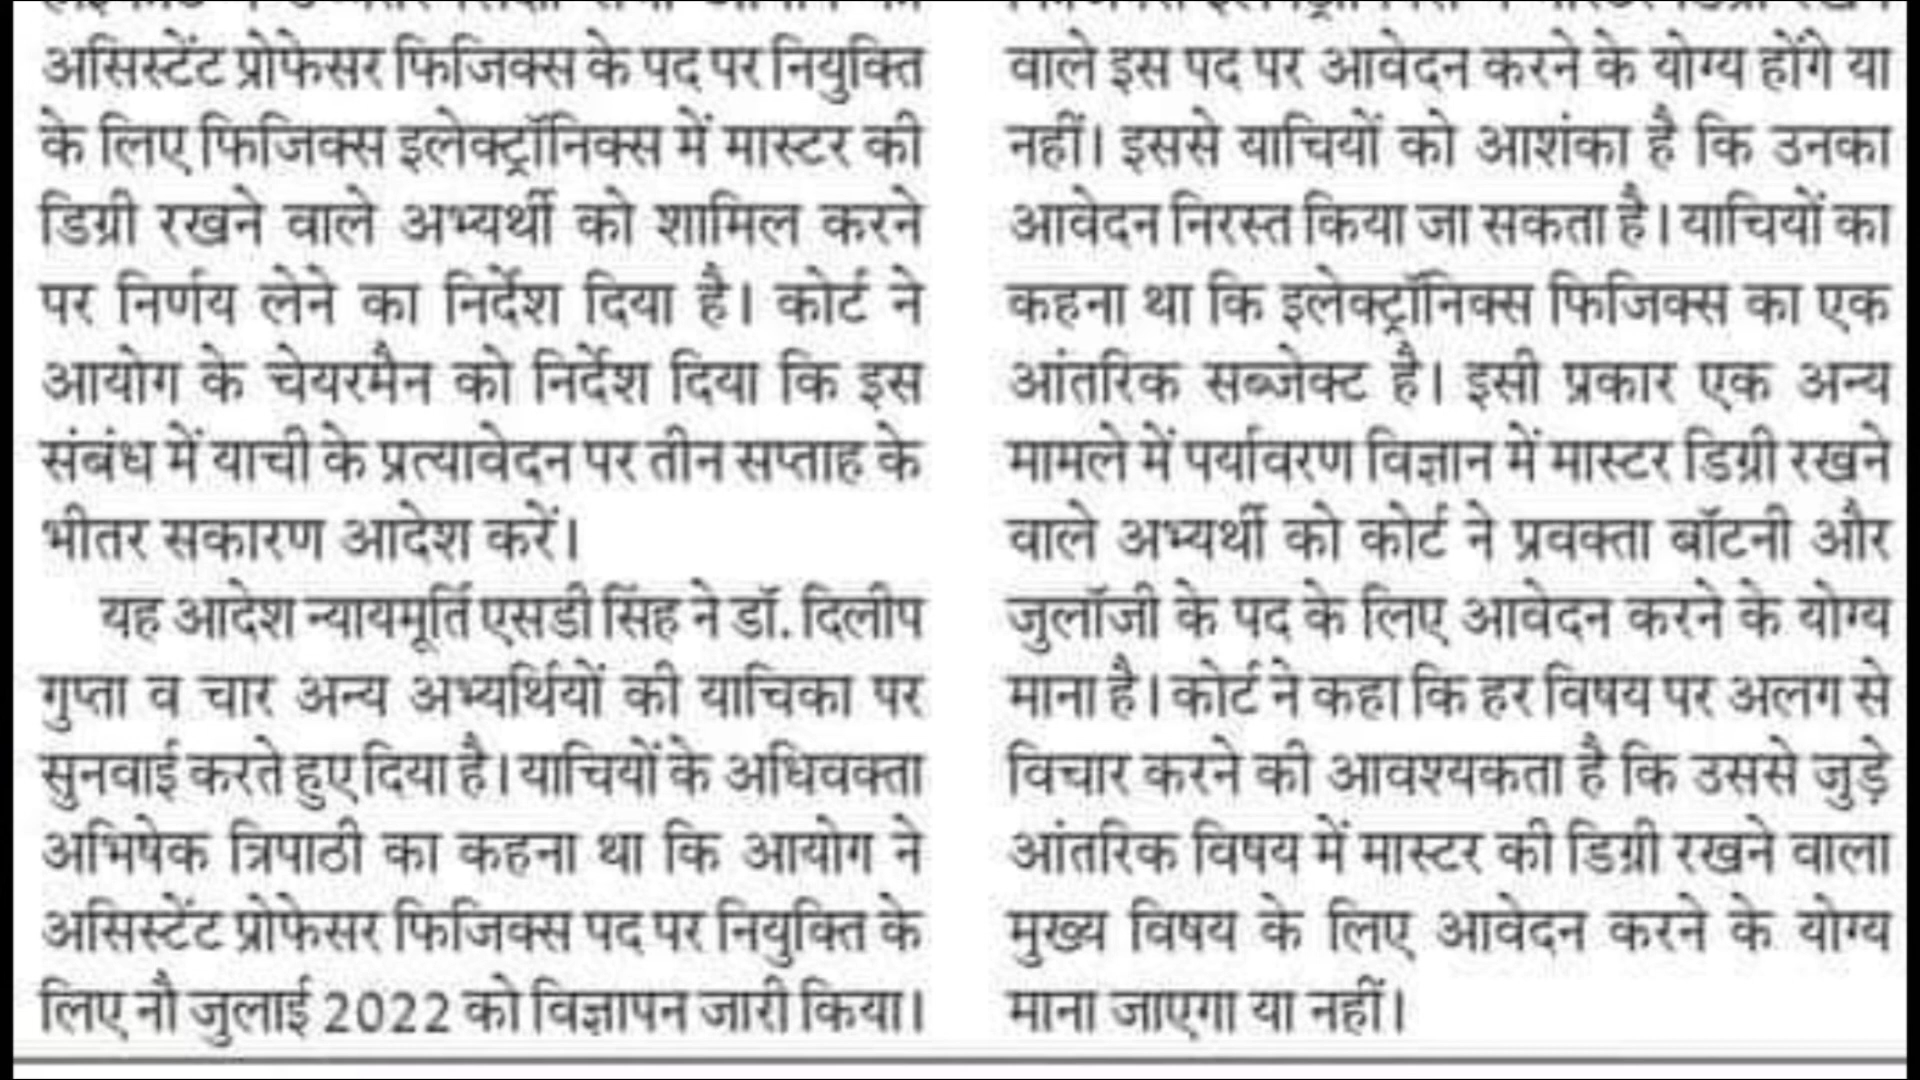 असिस्टेंट प्रोफेसर फिजिक्स के पद पर नियुक्ति
के लिए फिजिक्स इलेक्ट्रॉनिक्स में मास्टर की
डिग्री रखने वाले अभ्यर्थी को शामिल करने
पर निर्णय लेने का निर्देश दिया है। कोर्ट ने
आयोग के चेयरमैन को निर्देश दिया कि इस
संबंध में याची के प्रत्यावेदन पर तीन सप्ताह के
भीतर सकारण आदेश करें।
यह आदेश न्यायमूर्ति एसडी सिंह ने डॉ. दिलीप
गुप्ता व चार अन्य अभ्यर्थियों की याचिका पर
सुनवाई करते हुए दिया है। याचियों के अधिवक्ता
अभिषेक त्रिपाठी का कहना था कि आयोग ने
असिस्टेंट प्रोफेसर फिजिक्स पद पर नियुक्ति के
लिए नौ जुलाई 2022 को विज्ञापन जारी किया।
वाले इस पद पर आवेदन करने के योग्य होंगे या
नहीं। इससे याचियों को आशंका है कि उनका
आवेदन निरस्त किया जा सकता है। याचियों का
कहना था कि इलेक्ट्रॉनिक्स फिजिक्स का एक
आंतरिक सब्जेक्ट है। इसी प्रकार एक अन्य
मामले में पर्यावरण विज्ञान में मास्टर डिग्री रखने
वाले अभ्यर्थी को कोर्ट ने प्रवक्ता बॉटनी और
जुलॉजी के पद के लिए आवेदन करने के योग्य
माना है। कोर्ट ने कहा कि हर विषय पर अलग से
विचार करने की आवश्यकता है कि उससे जुड़े
आंतरिक विषय में मास्टर की डिग्री रखने वाला
मुख्य विषय के लिए आवेदन करने के योग्य
माना जाएगा या नहीं।